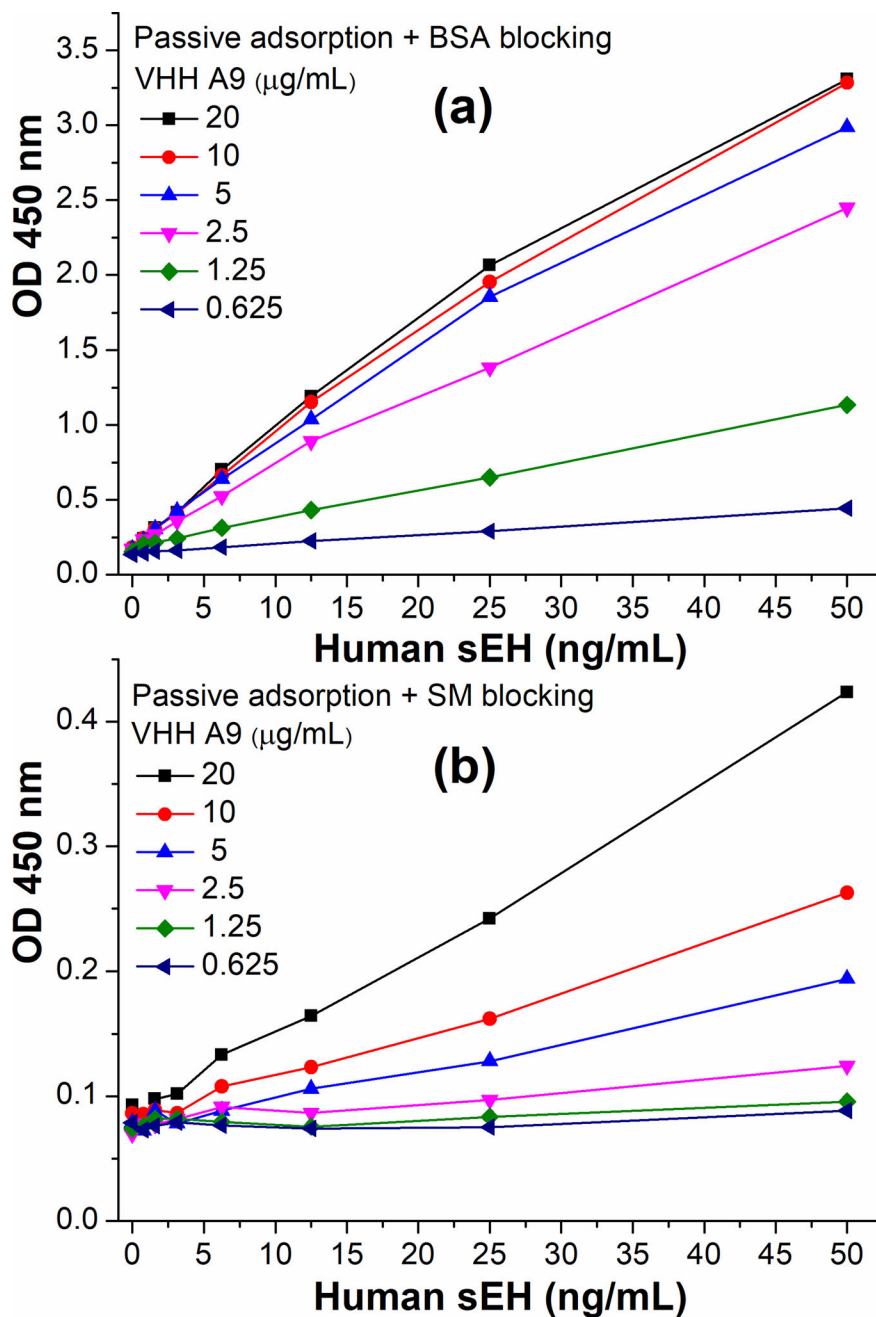 Passive adsorption + BSA blocking
VHH A9 (μg/mL)
(a)
20
10
5
2.5
1.25
0.625
OD 450 nm
3.5
3.0
2.5
2.0
1.5
1.0
0.5
0.0
0 5 10 15 20 25 30 35 40 45 50
Human sEH (ng/mL)
Passive adsorption + SM blocking
VHH A9 (μg/mL)
(b)
20
10
5
2.5
1.25
0.625
OD 450 nm
0.4
0.3
0.2
0.1
0.0
0 5 10 15 20 25 30 35 40 45 50
Human sEH (ng/mL)